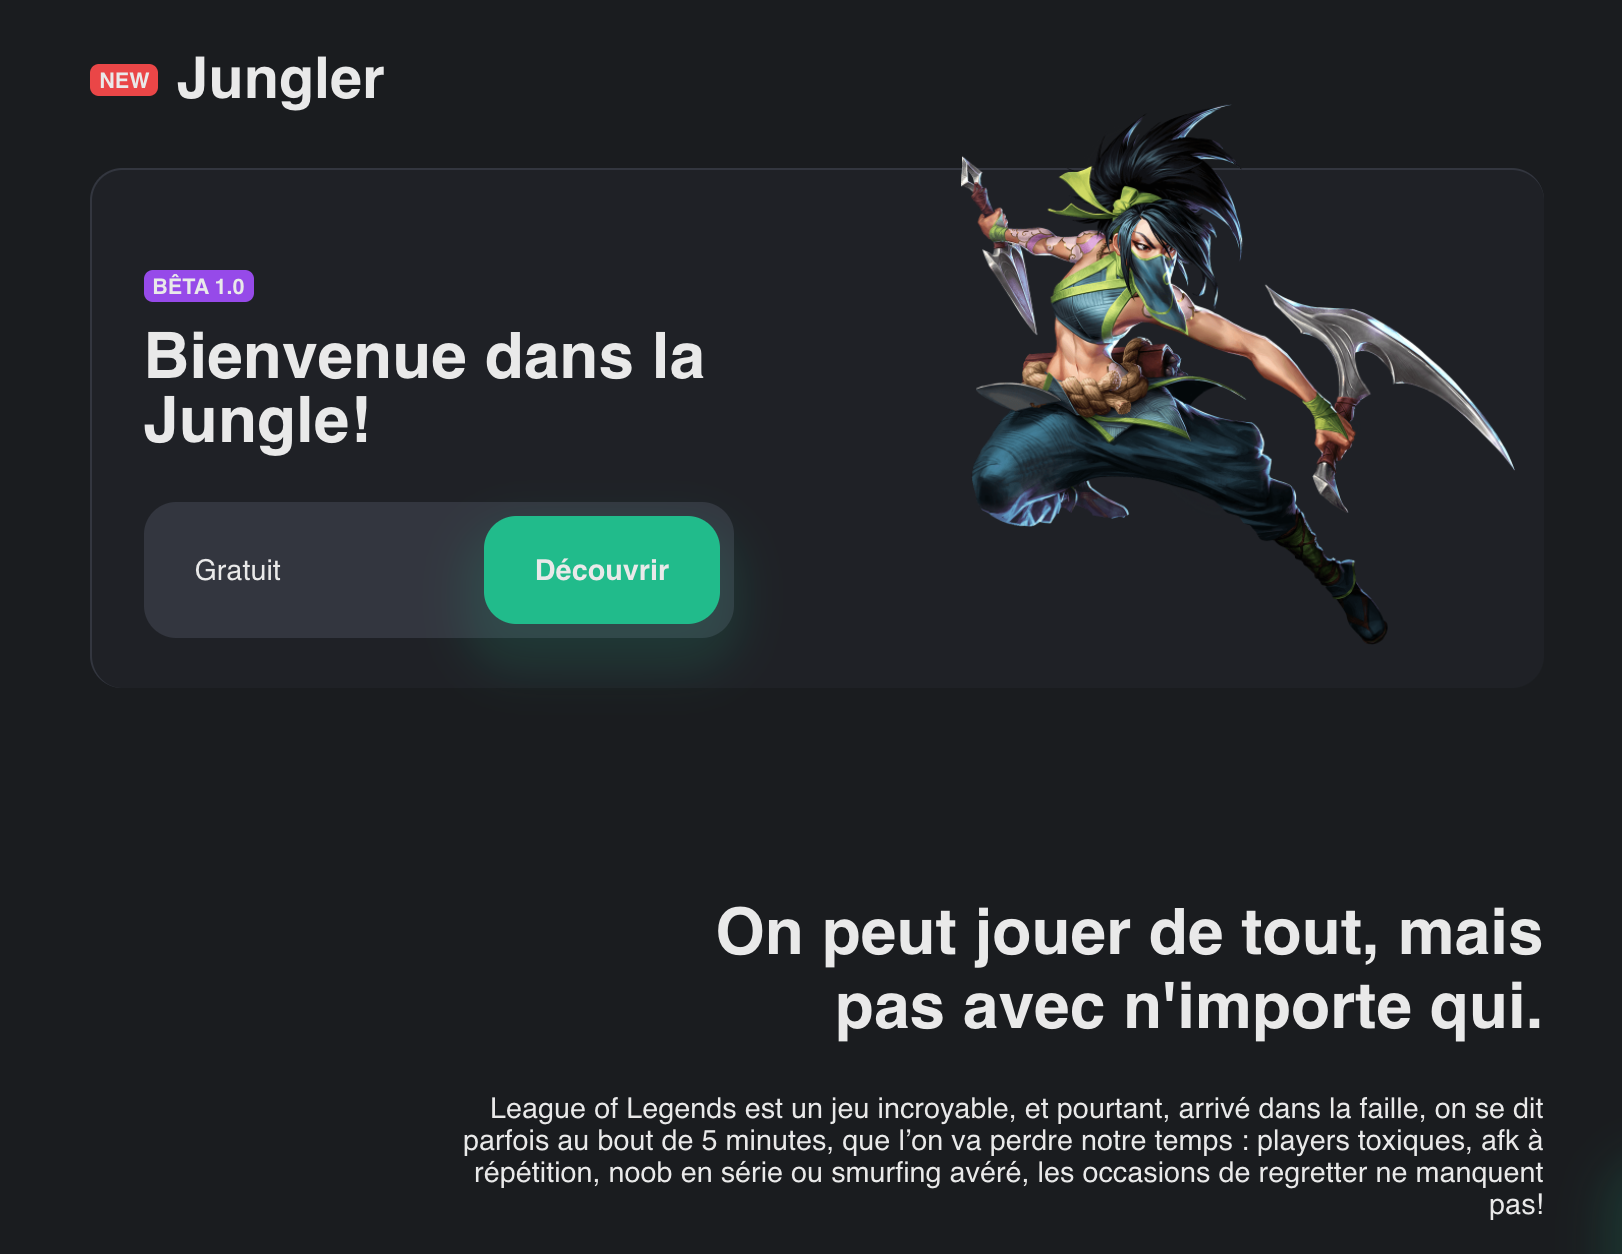 NEW Jungler
BÊTA 1.0
Bienvenue dans la
Jungle!
Gratuit
Découvrir
On peut jouer de tout, mais
pas avec n'importe qui.
League of Legends est un jeu incroyable, et pourtant, arrivé dans la faille, on se dit
parfois au bout de 5 minutes, que l’on va perdre notre temps : players toxiques, afk à
répétition, noob en série ou smurfing avéré, les occasions de regretter ne manquent
pas!